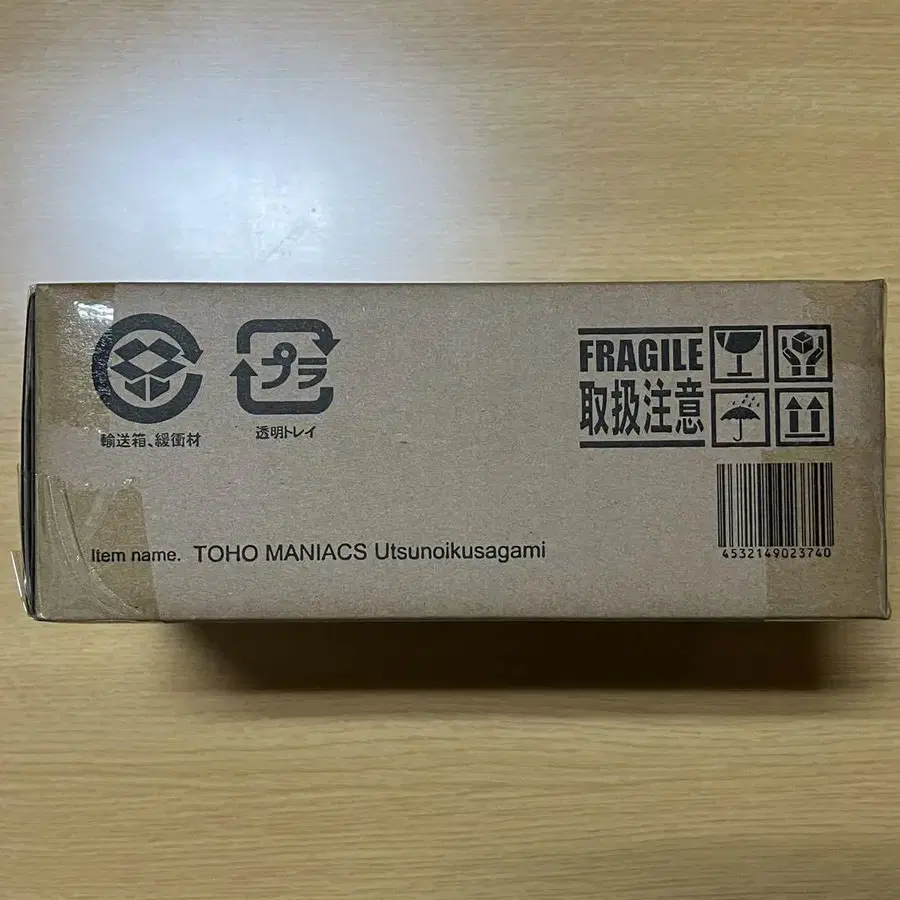 プラ
輸送箱、緩衝材
透明トレイ
FRAGILE
取扱注意
4532149023740
Item name. TOHO MANIACS Utsunoikusagami